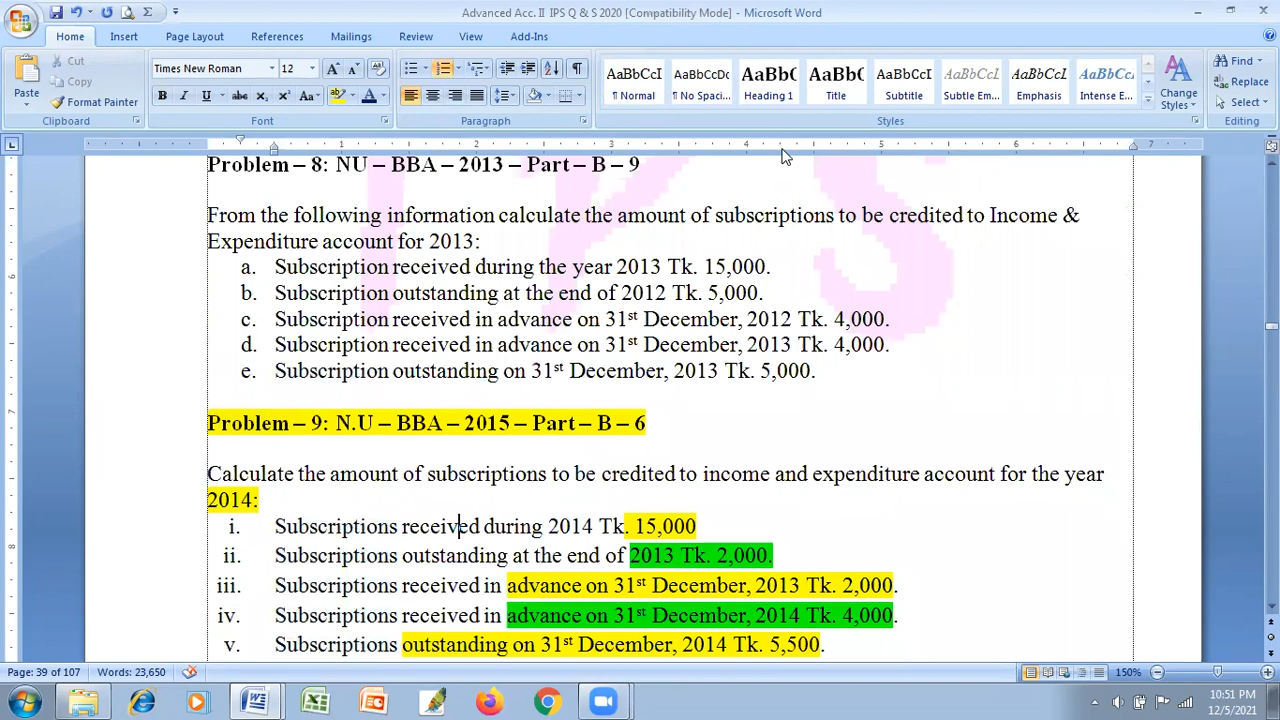 Advanced Acc. II IPS Q & S 2020 [Compatibility Mode] - Microsoft Word
Home Insert Page Layout References Mailings Review View Add-Ins
Paste Cut
Copy
Format Painter
Clipboard
Times New Roman 12
Font
Paragraph
AaBbCcI AaBbCcDc AaBbC AaBbC AaBbCcI AaBbCcI AaBbCcI AaBbCcI
¶ Normal ¶ No Spaci... Heading 1 Title Subtitle Subtle Em... Emphasis Intense E...
Change Styles
Styles
Find
Replace
Select
Editing
1 2 3 4 5 6 7
Problem – 8: NU – BBA – 2013 – Part – B – 9
From the following information calculate the amount of subscriptions to be credited to Income &
Expenditure account for 2013:
a. Subscription received during the year 2013 Tk. 15,000.
b. Subscription outstanding at the end of 2012 Tk. 5,000.
c. Subscription received in advance on 31st December, 2012 Tk. 4,000.
d. Subscription received in advance on 31st December, 2013 Tk. 4,000.
e. Subscription outstanding on 31st December, 2013 Tk. 5,000.
Problem – 9: N.U – BBA – 2015 – Part – B – 6
Calculate the amount of subscriptions to be credited to income and expenditure account for the year
2014:
i. Subscriptions received during 2014 Tk. 15,000
ii. Subscriptions outstanding at the end of 2013 Tk. 2,000.
iii. Subscriptions received in advance on 31st December, 2013 Tk. 2,000.
iv. Subscriptions received in advance on 31st December, 2014 Tk. 4,000.
v. Subscriptions outstanding on 31st December, 2014 Tk. 5,500.
Page: 39 of 107 Words: 23,650 150%
10:51 PM
12/5/2021